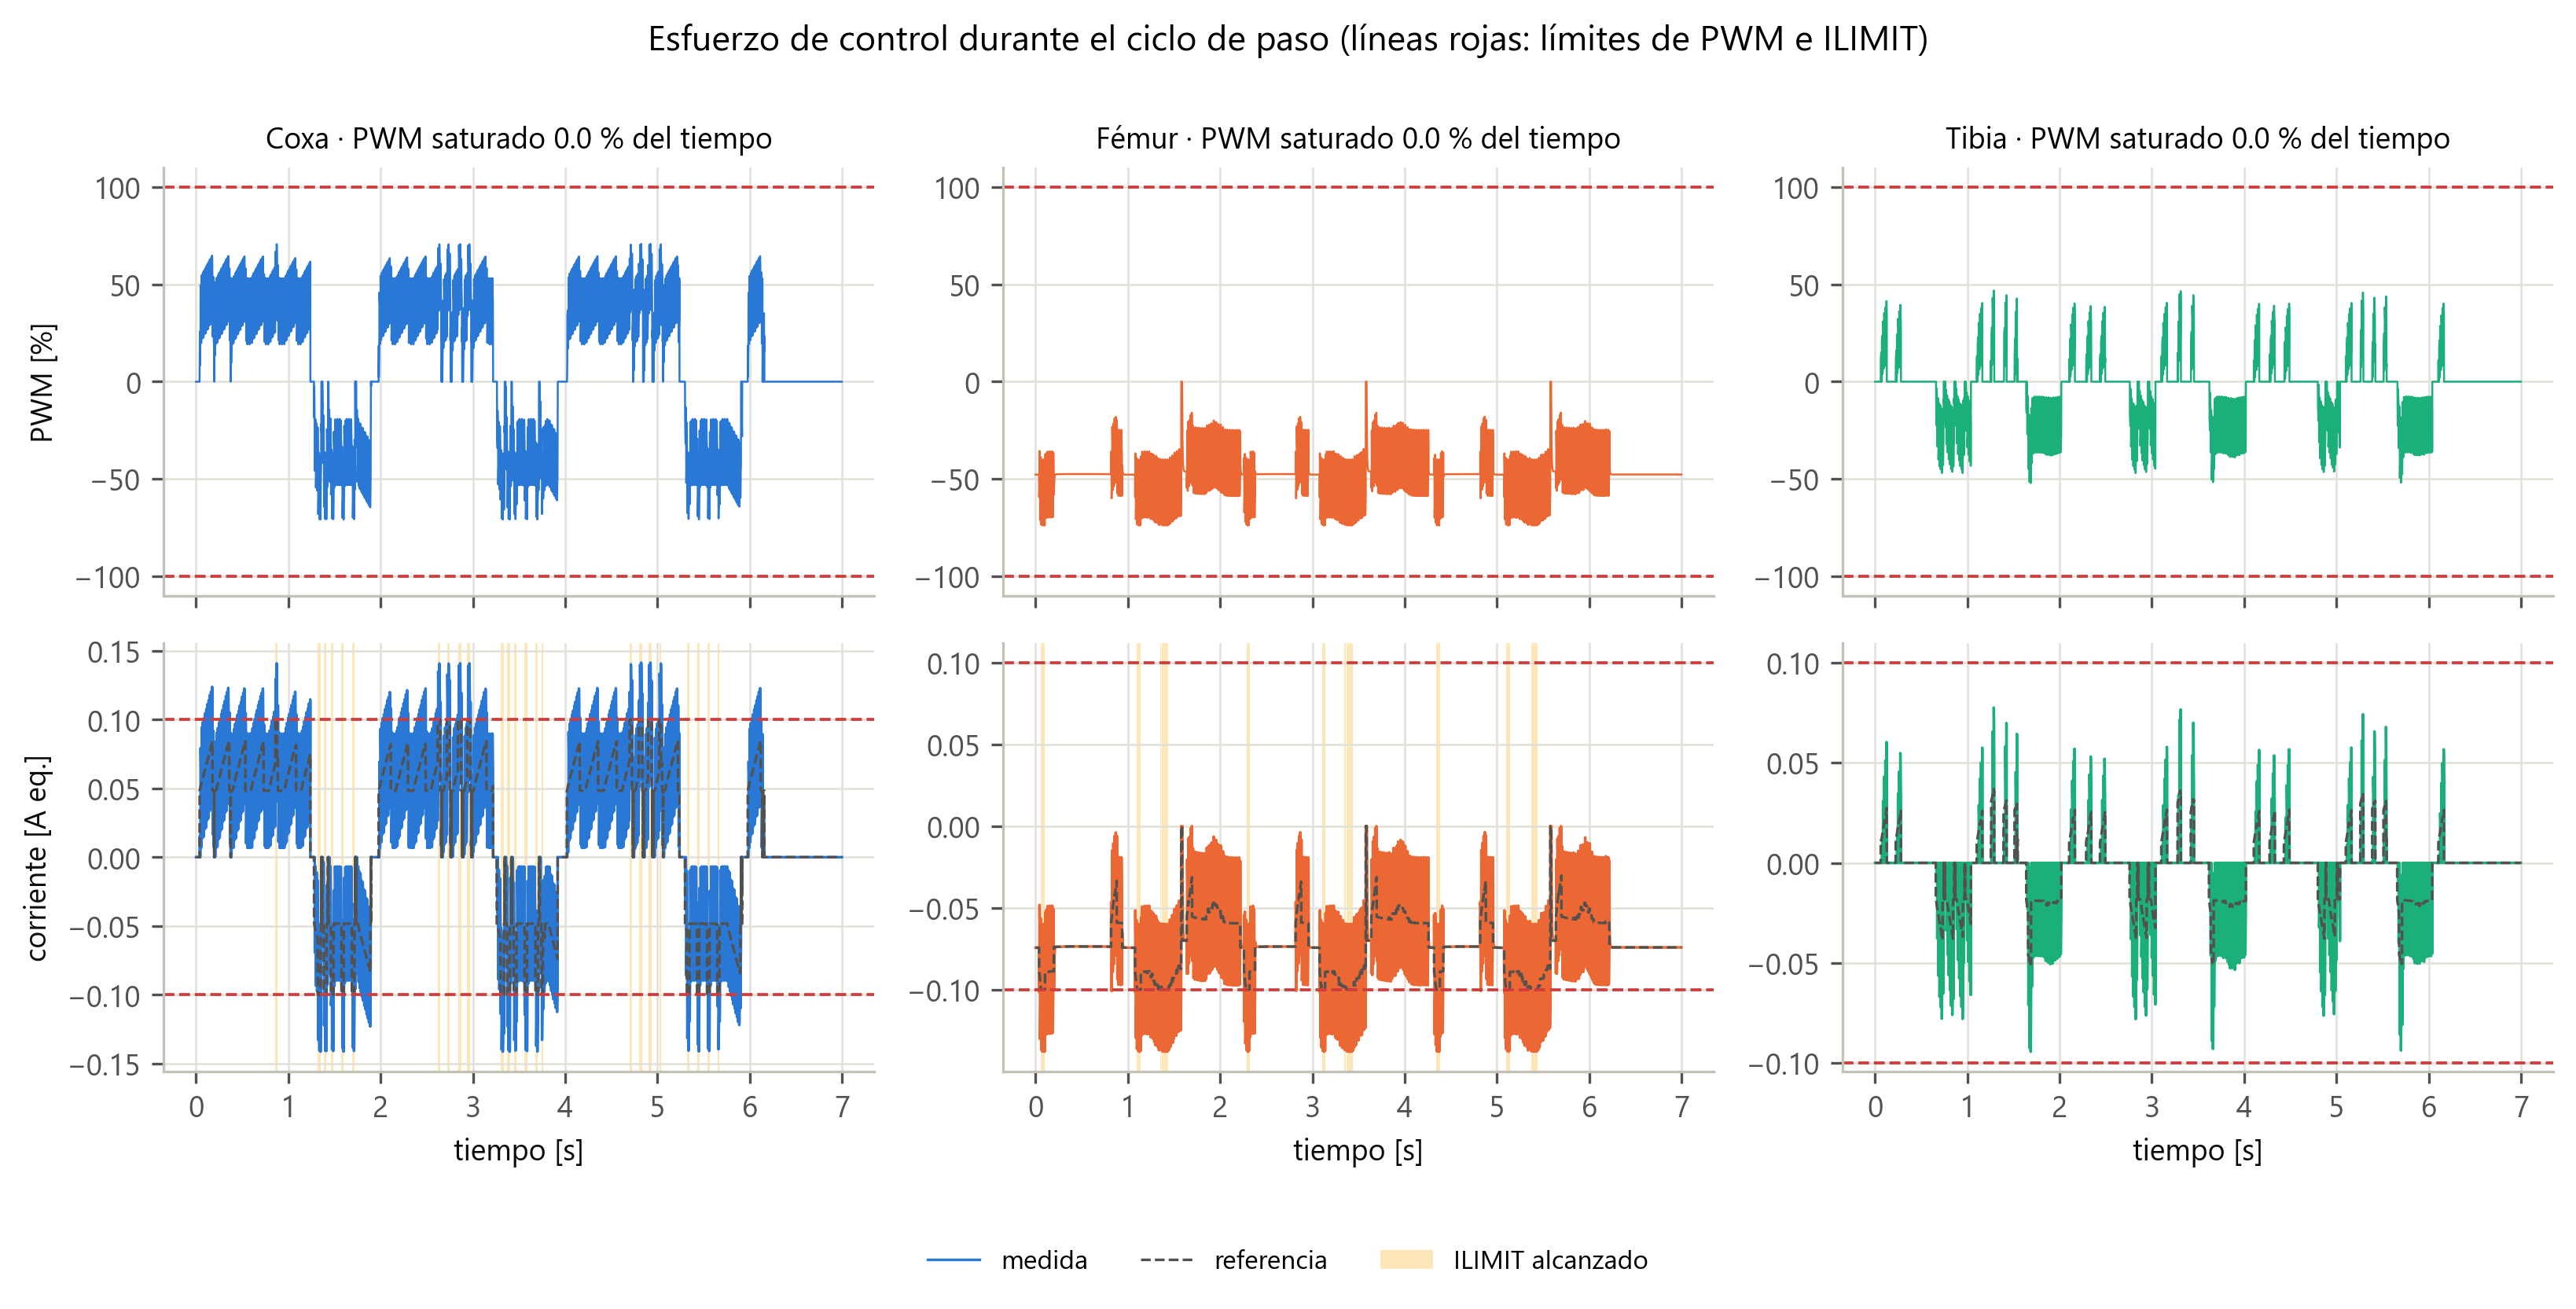 Esfuerzo de control durante el ciclo de paso (líneas rojas: límites de PWM e ILIMIT)
Coxa · PWM saturado 0.0 % del tiempo
Fémur · PWM saturado 0.0 % del tiempo
Tibia · PWM saturado 0.0 % del tiempo
PWM [%]
100
50
0
−50
−100
100
50
0
−50
−100
100
50
0
−50
−100
corriente [A eq.]
0.15
0.10
0.05
0.00
−0.05
−0.10
−0.15
0.10
0.05
0.00
−0.05
−0.10
0.10
0.05
0.00
−0.05
−0.10
0 1 2 3 4 5 6 7
0 1 2 3 4 5 6 7
0 1 2 3 4 5 6 7
tiempo [s]
tiempo [s]
tiempo [s]
medida
referencia
ILIMIT alcanzado